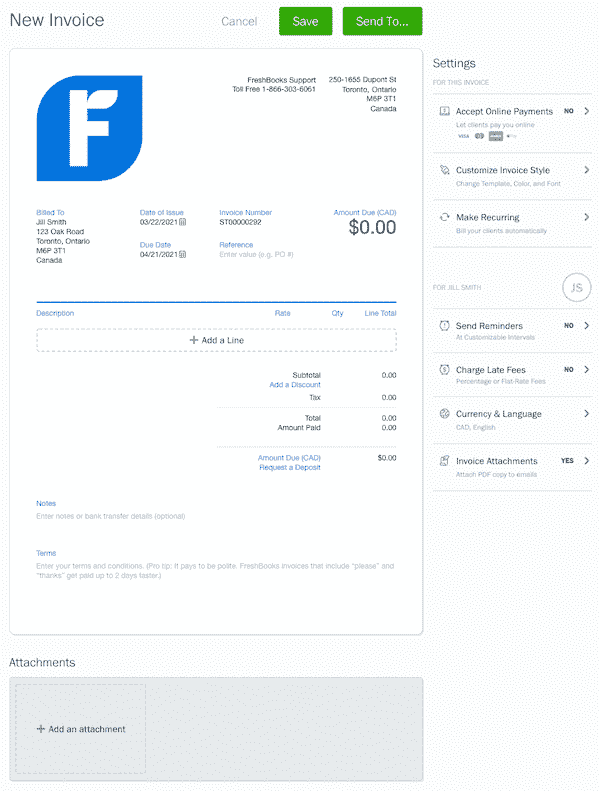 New Invoice
Cancel
Save
Send To...
FreshBooks Support
Toll Free 1-866-303-6061
250-1655 Dupont St
Toronto, Ontario
M6P 3T1
Canada
F
Billed To
Jill Smith
123 Oak Road
Toronto, Ontario
M6P 3T1
Canada
Date of Issue
03/22/2021
Due Date
04/21/2021
Invoice Number
ST00000292
Reference
Enter value (e.g. PO #)
Amount Due (CAD)
$0.00
Description Rate Qty Line Total
+ Add a Line
Subtotal 0.00
Add a Discount
Tax 0.00
Total 0.00
Amount Paid 0.00
Amount Due (CAD) $0.00
Request a Deposit
Notes
Enter notes or bank transfer details (optional)
Terms
Enter your terms and conditions. (Pro tip: it pays to be polite. FreshBooks invoices that include "please" and
"thanks" get paid up to 2 days faster.)
Attachments
+ Add an attachment
Settings
FOR THIS INVOICE
Accept Online Payments NO
Let clients pay you online
VISA
Customize Invoice Style
Change Template, Color, and Font
Make Recurring
Bill your clients automatically
FOR JILL SMITH
JS
Send Reminders NO
At Customizable Intervals
Charge Late Fees NO
Percentage or Flat-Rate Fees
Currency & Language
CAD, English
Invoice Attachments YES
Attach PDF copy to emails